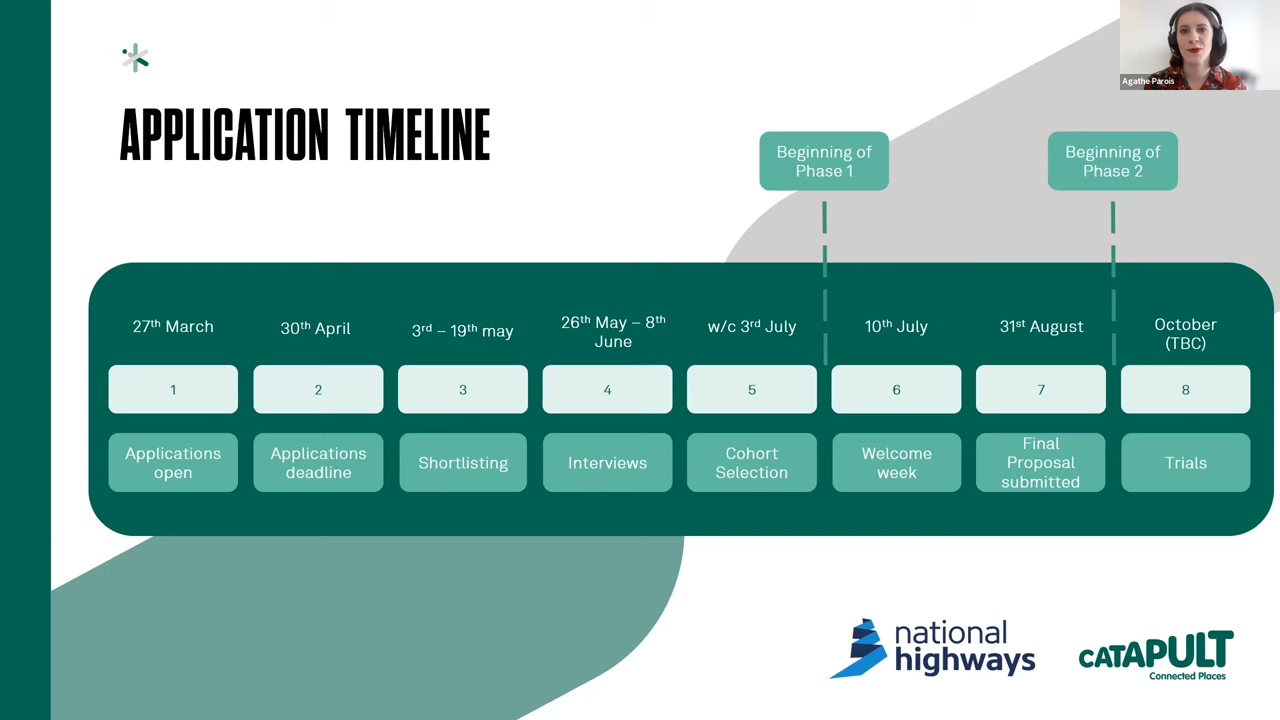 Agathe Parois
APPLICATION TIMELINE
Beginning of
Phase 1
Beginning of
Phase 2
27th March
30th April
3rd – 19th may
26th May – 8th
June
w/c 3rd July
10th July
31st August
October
(TBC)
1
2
3
4
5
6
7
8
Applications
open
Applications
deadline
Shortlisting
Interviews
Cohort
Selection
Welcome
week
Final
Proposal
submitted
Trials
national
highways
CATAPULT
Connected Places